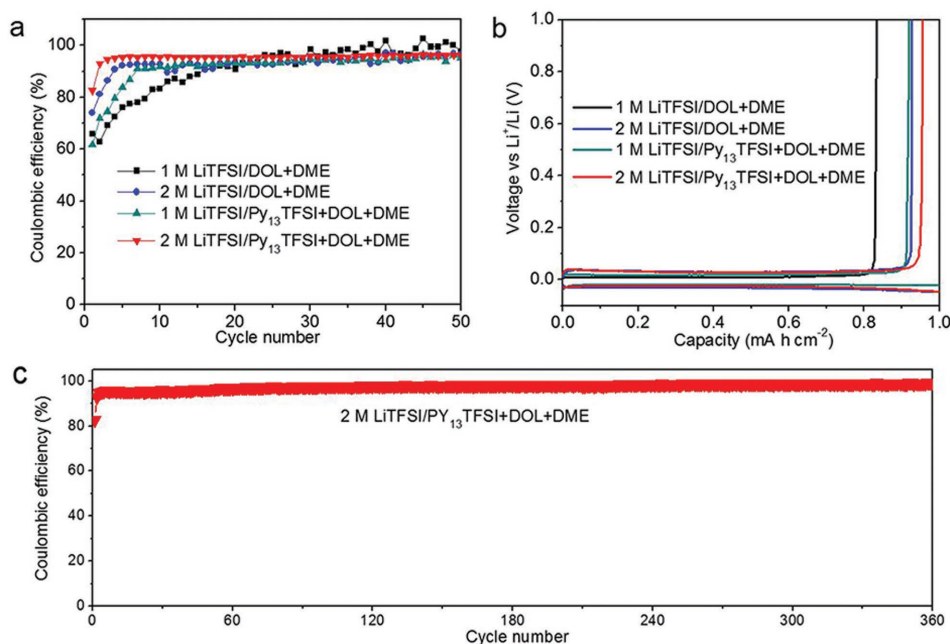 a
Coulombic efficiency (%)
100
80
60
40
20
0
1 M LiTFSI/DOL+DME
2 M LiTFSI/DOL+DME
1 M LiTFSI/Py₁₃TFSI+DOL+DME
2 M LiTFSI/Py₁₃TFSI+DOL+DME
0 10 20 30 40 50
Cycle number
b
Voltage vs Li⁺/Li (V)
1.0
0.8
0.6
0.4
0.2
0.0
1 M LiTFSI/DOL+DME
2 M LiTFSI/DOL+DME
1 M LiTFSI/Py₁₃TFSI+DOL+DME
2 M LiTFSI/Py₁₃TFSI+DOL+DME
0.0 0.2 0.4 0.6 0.8 1.0
Capacity (mA h cm⁻²)
c
Coulombic efficiency (%)
100
80
60
40
20
0
2 M LiTFSI/PY₁₃TFSI+DOL+DME
0 60 120 180 240 300 360
Cycle number